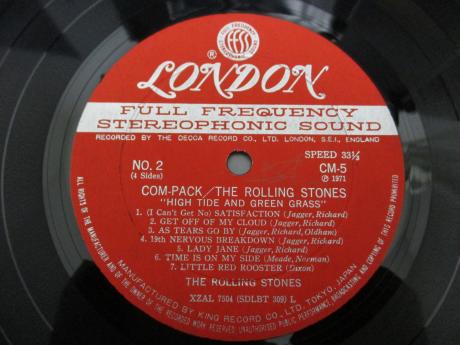 FULL FREQUENCY
STEREOPHONIC SOUND
FFSS
®
LONDON
FULL FREQUENCY
STEREOPHONIC SOUND
RECORDED BY THE DECCA RECORD CO., LTD. LONDON, S.E.I., ENGLAND
NO. 2
(4 Sides)
SPEED 33⅓
CM-5
Ⓟ 1971
COM-PACK/THE ROLLING STONES
"HIGH TIDE AND GREEN GRASS"
1. (I Can't Get No) SATISFACTION (Jagger, Richard)
2. GET OFF OF MY CLOUD (Jagger, Richard)
3. AS TEARS GO BY (Jagger, Richard, Oldham)
4. 19th NERVOUS BREAKDOWN (Jagger, Richard)
5. LADY JANE (Jagger, Richard)
6. TIME IS ON MY SIDE (Meade, Norman)
7. LITTLE RED ROOSTER (Dixon)
THE ROLLING STONES
XZAL 7504 (SDLBT 309) L
MANUFACTURED BY KING RECORD CO., LTD, TOKYO, JAPAN
ALL RIGHTS OF THE MANUFACTURER AND OF THE OWNER OF THE RECORDED WORK RESERVED UNAUTHORISED PUBLIC PERFORMANCE, BROADCASTING AND COPYING OF THIS RECORD PROHIBITED